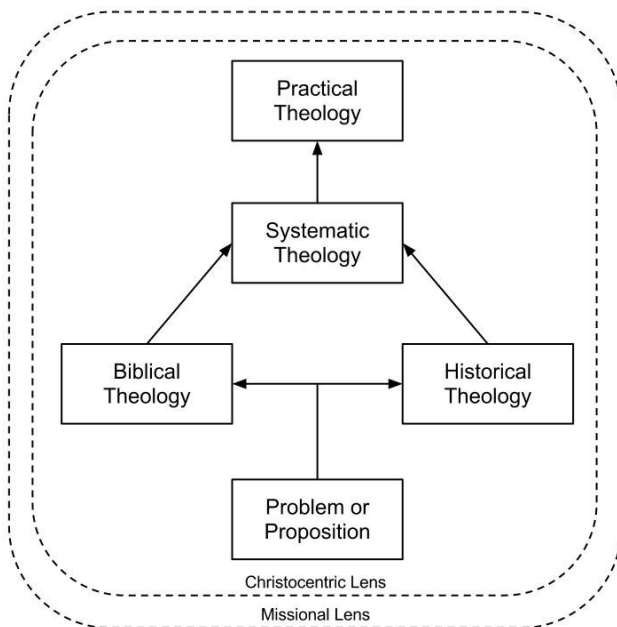 Practical
Theology
Systematic
Theology
Biblical
Theology
Historical
Theology
Problem or
Proposition
Christocentric Lens
Missional Lens